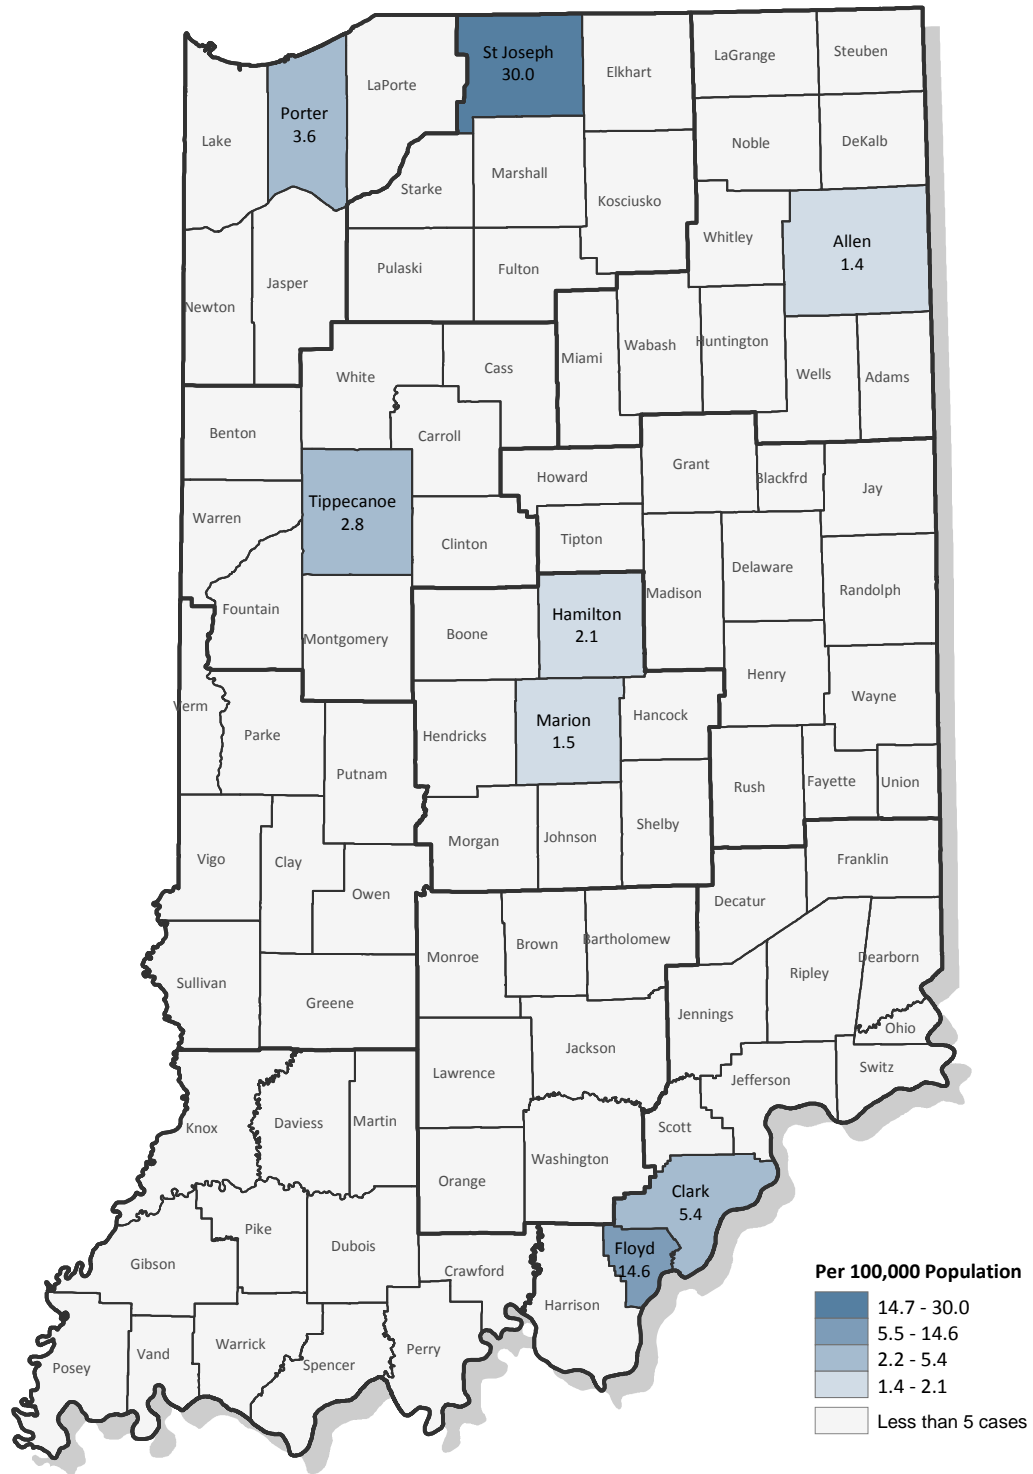 St Joseph
30.0
LaGrange
Steuben
Elkhart
LaPorte
Porter
3.6
Lake
Noble
DeKalb
Marshall
Starke
Kosciusko
Whitley
Allen
1.4
Pulaski
Fulton
Jasper
Newton
Wabash
Huntington
Miami
Cass
White
Wells
Adams
Benton
Carroll
Grant
Howard
Blackfrd
Jay
Tippecanoe
2.8
Warren
Clinton
Tipton
Delaware
Madison
Randolph
Fountain
Hamilton
2.1
Boone
Montgomery
Henry
Wayne
Verm
Hancock
Marion
1.5
Parke
Hendricks
Putnam
Rush
Fayette
Union
Shelby
Johnson
Morgan
Vigo
Clay
Franklin
Owen
Decatur
Bartholomew
Brown
Monroe
Dearborn
Ripley
Sullivan
Greene
Jennings
Ohio
Jackson
Lawrence
Jefferson
Switz
Knox
Daviess
Martin
Scott
Washington
Orange
Clark
5.4
Pike
Dubois
Floyd
14.6
Gibson
Crawford
Harrison
Warrick
Perry
Vand
Spencer
Posey
Per 100,000 Population
14.7 - 30.0
5.5 - 14.6
2.2 - 5.4
1.4 - 2.1
Less than 5 cases